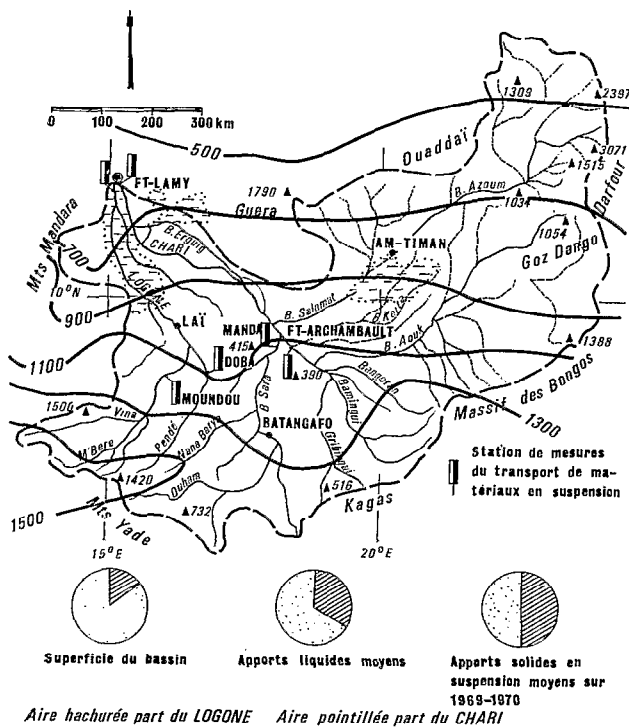 1309
2397
0 100 200 300 km
500
Ouaddaï
3071
1515
FT-LAMY
1790
Guera
B. Azoum
1034
Darfour
Mts Mandara
B. Erguig
CHARI
AM-TIMAN
1054
Goz Dango
700
LOGONE
10°N
B. Salamat
B. Keita
900
LAÏ
MANDA
FT-ARCHAMBAULT
B. Aouk
1388
415
DOBA
1100
390
Bangoran
Massif des Bongos
MOUNDOU
B. Sara
Bamingui
1300
1500
Vina
Pendé
Nana Barya
BATANGAFO
Gribingui
Station de mesures
du transport de ma-
tériaux en suspension
M'Bere
Ouham
1420
516
Kagas
1500
Mts Yade
732
15°E
20°E
Superficie du bassin
Apports liquides moyens
Apports solides en
suspension moyens sur
1969-1970
Aire hachurée part du LOGONE Aire pointillée part du CHARI